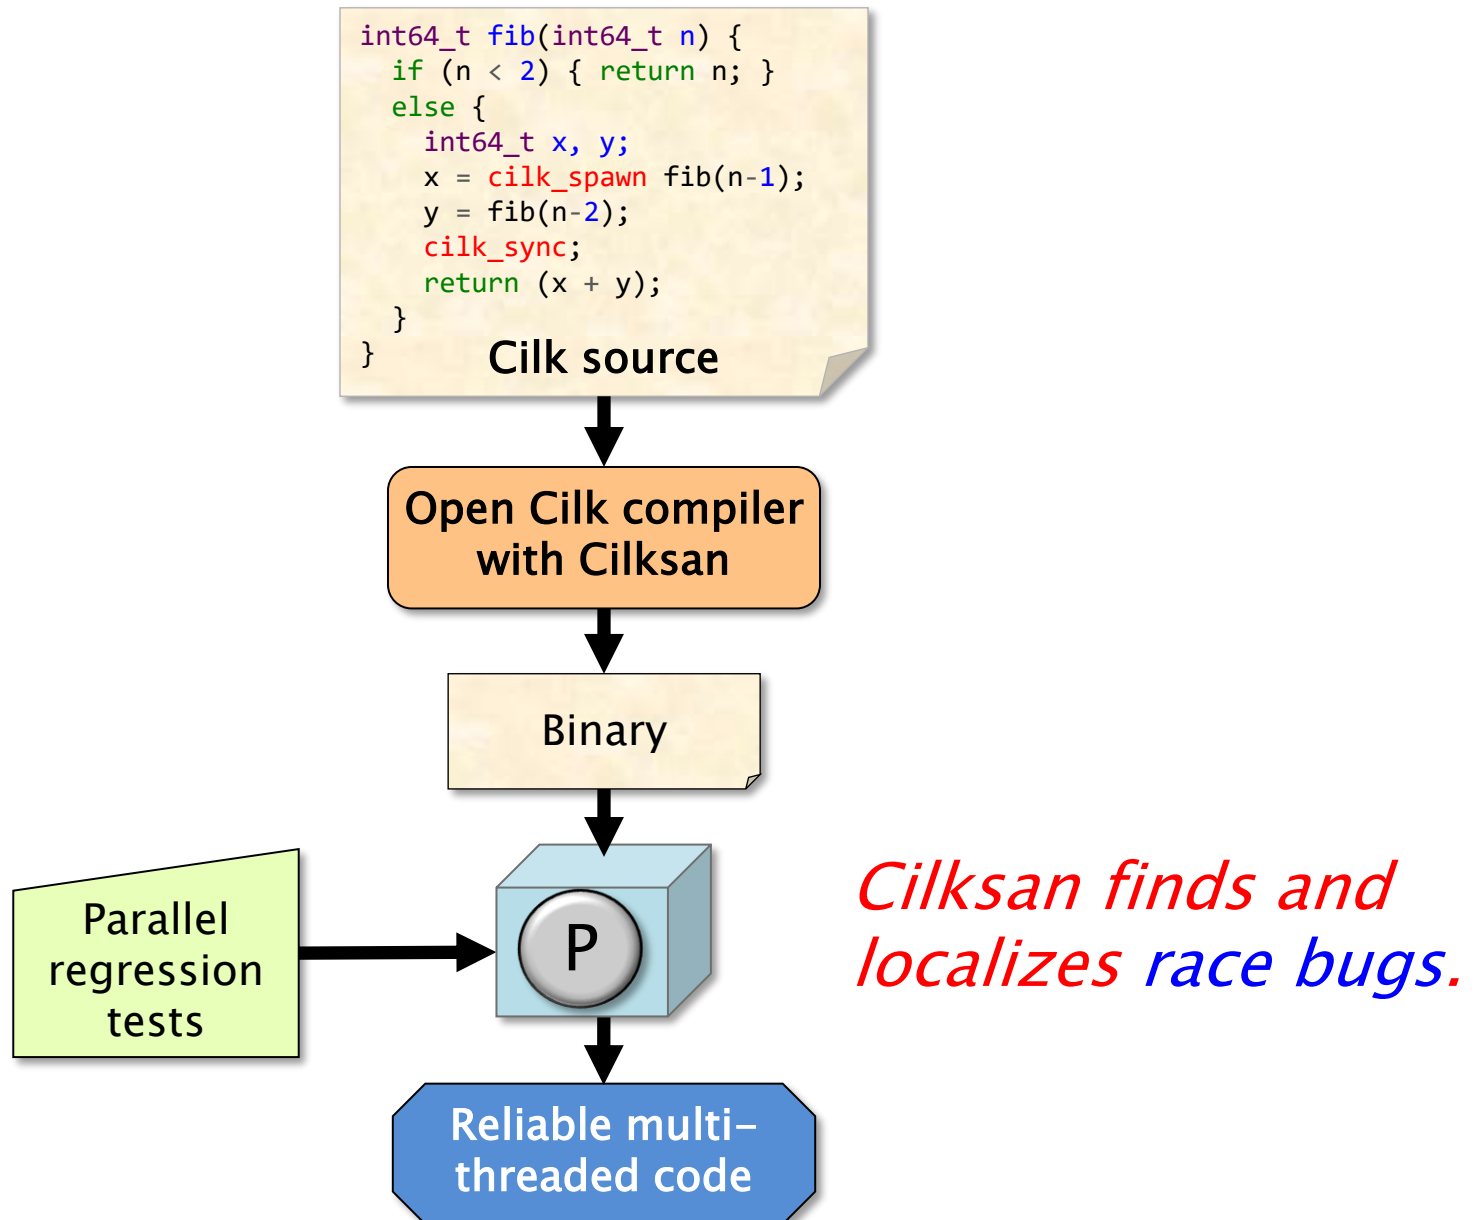 int64_t fib(int64_t n) {
  if (n < 2) { return n; }
  else {
    int64_t x, y;
    x = cilk_spawn fib(n-1);
    y = fib(n-2);
    cilk_sync;
    return (x + y);
  }
}
Cilk source
Open Cilk compiler
with Cilksan
Binary
Parallel
regression
tests
P
Cilksan finds and
localizes race bugs.
Reliable multi-
threaded code